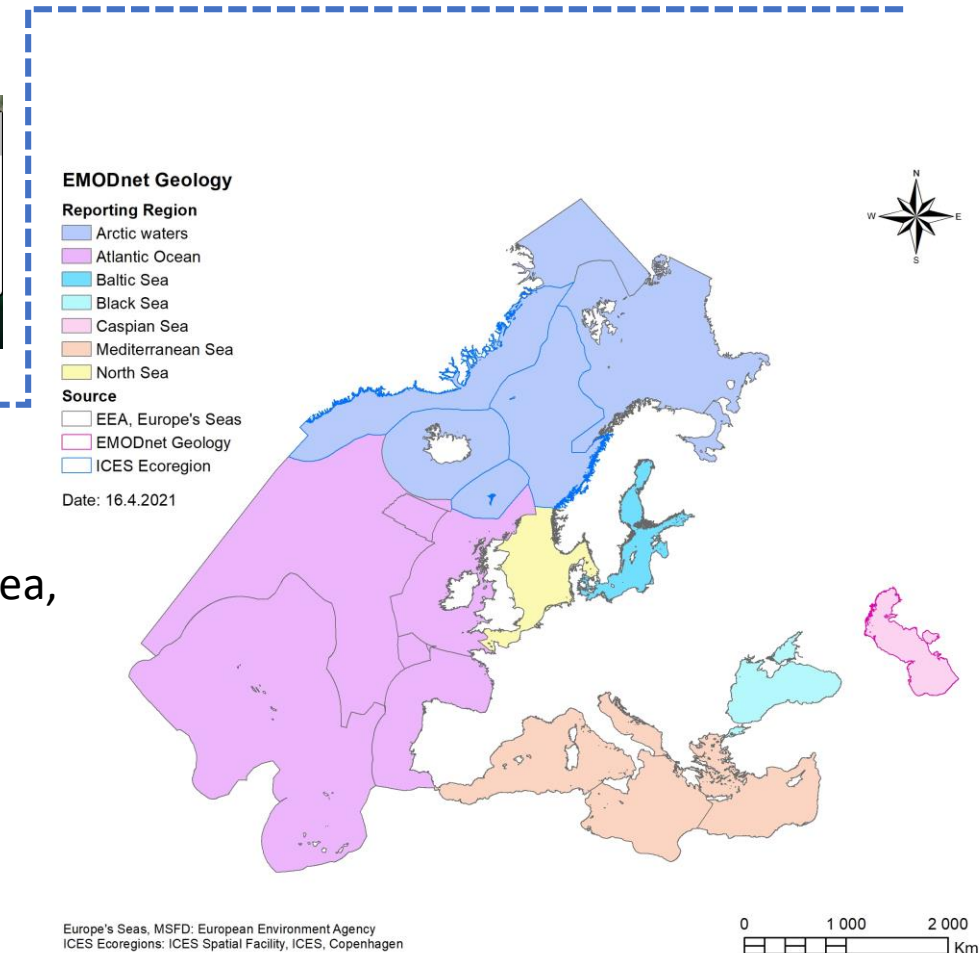 EMODnet Geology
Reporting Region
Arctic waters
Atlantic Ocean
Baltic Sea
Black Sea
Caspian Sea
Mediterranean Sea
North Sea
Source
EEA, Europe's Seas
EMODnet Geology
ICES Ecoregion
Date: 16.4.2021
N
W E
S
ea,
Europe's Seas, MSFD: European Environment Agency
ICES Ecoregions: ICES Spatial Facility, ICES, Copenhagen
0 1 000 2 000
Km